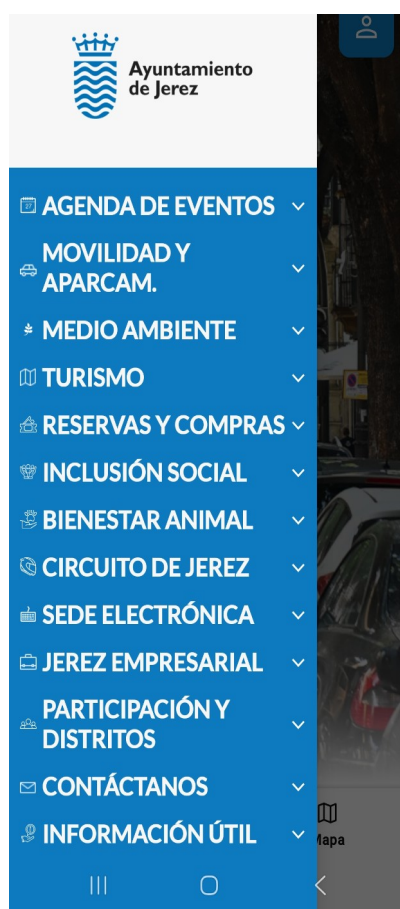 Ayuntamiento
de Jerez
AGENDA DE EVENTOS
MOVILIDAD Y
APARCAM.
MEDIO AMBIENTE
TURISMO
RESERVAS Y COMPRAS
INCLUSIÓN SOCIAL
BIENESTAR ANIMAL
CIRCUITO DE JEREZ
SEDE ELECTRÓNICA
JEREZ EMPRESARIAL
PARTICIPACIÓN Y
DISTRITOS
CONTÁCTANOS
INFORMACIÓN ÚTIL
Mapa